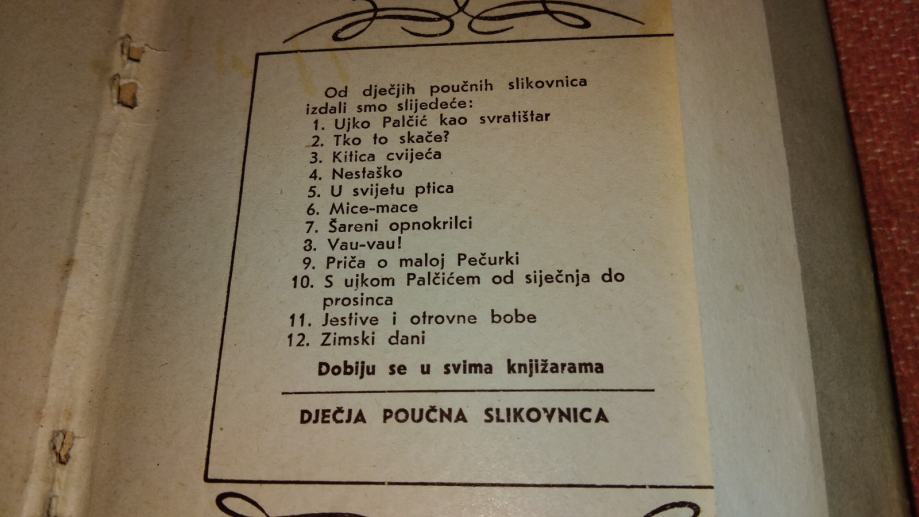 Od dječjih poučnih slikovnica
izdali smo slijedeće:
1. Ujko Palčić kao svratištar
2. Tko to skače?
3. Kitica cvijeća
4. Nestaško
5. U svijetu ptica
6. Mice-mace
7. Šareni opnokrilci
8. Vau-vau!
9. Priča o maloj Pečurki
10. S ujkom Palčićem od siječnja do
prosinca
11. Jestive i otrovne bobe
12. Zimski dani
Dobiju se u svima knjižarama
DJEČJA POUČNA SLIKOVNICA